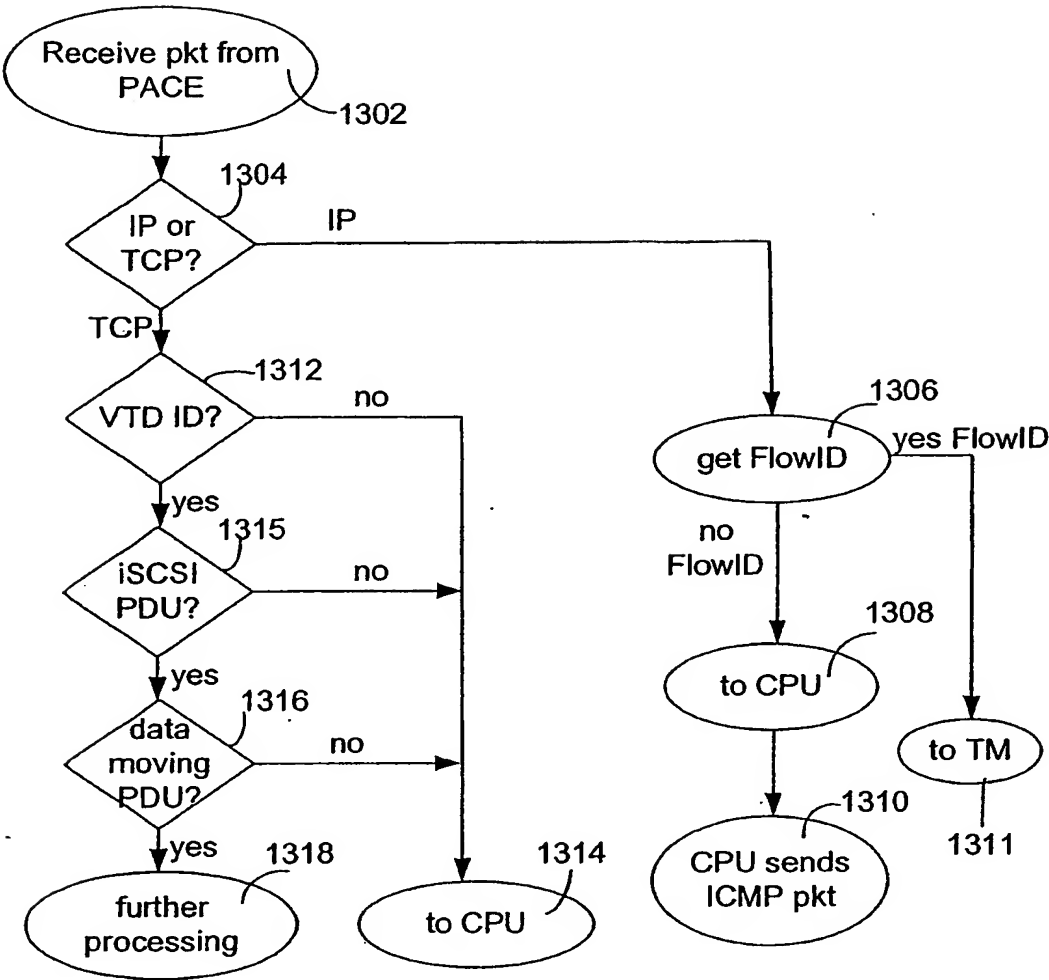 Receive pkt from
PACE
1302
1304
IP or
TCP?
IP
TCP
1312
VTD ID?
no
1306
get FlowID
yes FlowID
yes
1315
iSCSI
PDU?
no
no
FlowID
1308
to CPU
yes
1316
data
moving
PDU?
no
to TM
1311
1310
CPU sends
ICMP pkt
yes
1318
further
processing
1314
to CPU